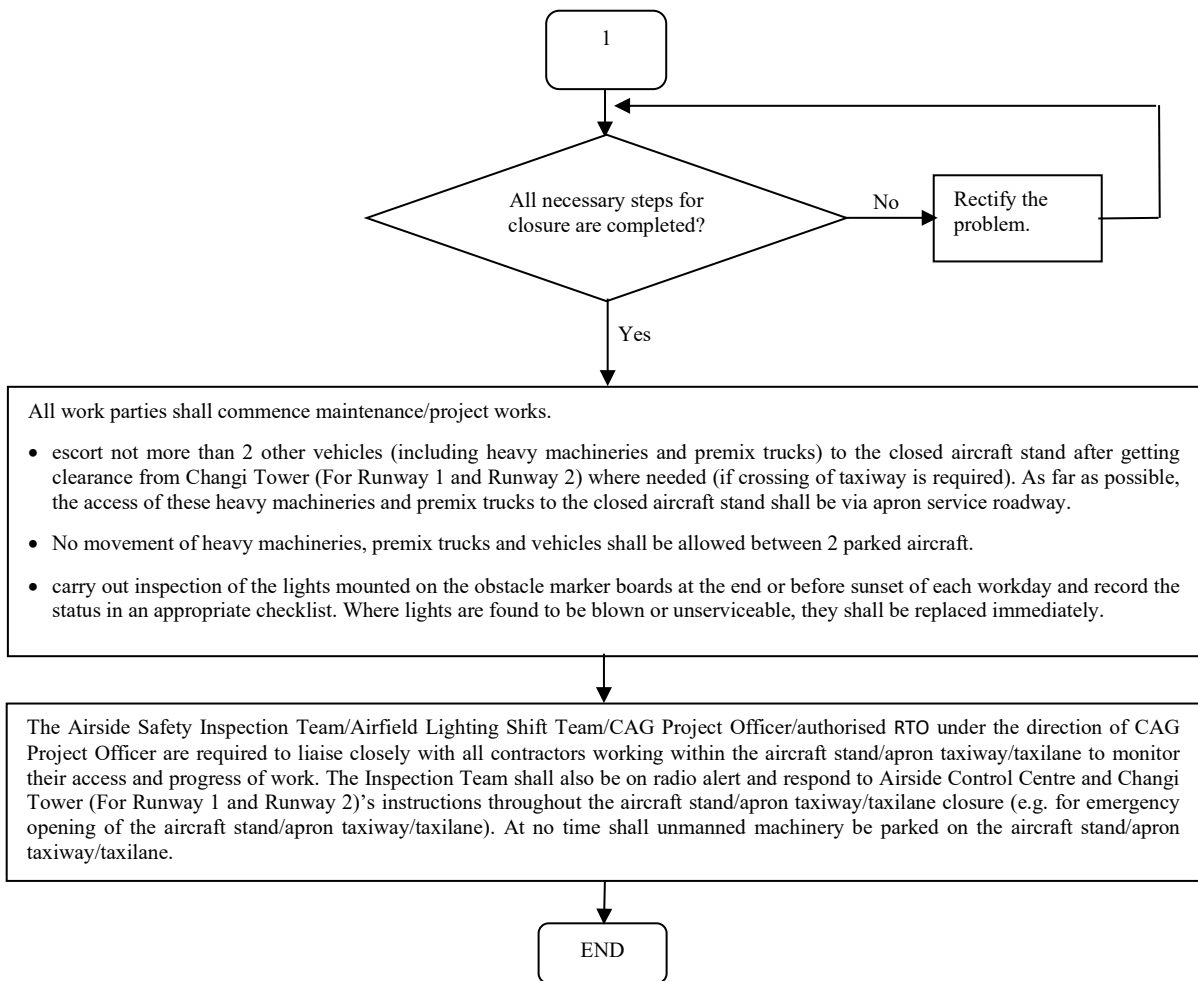 1
All necessary steps for
closure are completed?
No
Rectify the
problem.
Yes
All work parties shall commence maintenance/project works.
• escort not more than 2 other vehicles (including heavy machineries and premix trucks) to the closed aircraft stand after getting
clearance from Changi Tower (For Runway 1 and Runway 2) where needed (if crossing of taxiway is required). As far as possible,
the access of these heavy machineries and premix trucks to the closed aircraft stand shall be via apron service roadway.
• No movement of heavy machineries, premix trucks and vehicles shall be allowed between 2 parked aircraft.
• carry out inspection of the lights mounted on the obstacle marker boards at the end or before sunset of each workday and record the
status in an appropriate checklist. Where lights are found to be blown or unserviceable, they shall be replaced immediately.
The Airside Safety Inspection Team/Airfield Lighting Shift Team/CAG Project Officer/authorised RTO under the direction of CAG
Project Officer are required to liaise closely with all contractors working within the aircraft stand/apron taxiway/taxilane to monitor
their access and progress of work. The Inspection Team shall also be on radio alert and respond to Airside Control Centre and Changi
Tower (For Runway 1 and Runway 2)'s instructions throughout the aircraft stand/apron taxiway/taxilane closure (e.g. for emergency
opening of the aircraft stand/apron taxiway/taxilane). At no time shall unmanned machinery be parked on the aircraft stand/apron
taxiway/taxilane.
END